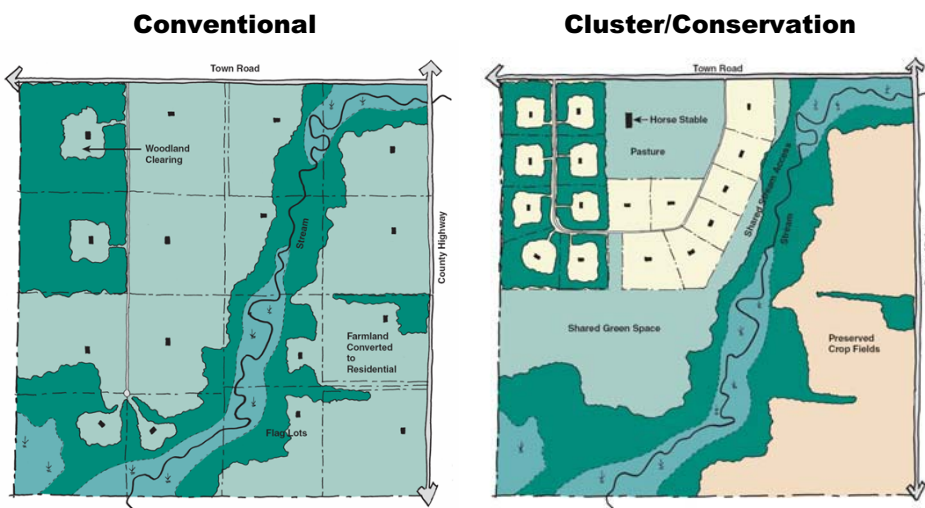 Conventional
Cluster/Conservation
Town Road
Woodland
Clearing
Stream
County Highway
Farmland
Converted
to
Residential
Flag Lots
Town Road
Horse Stable
Pasture
Shared Stream Access
Stream
Shared Green Space
Preserved
Crop Fields